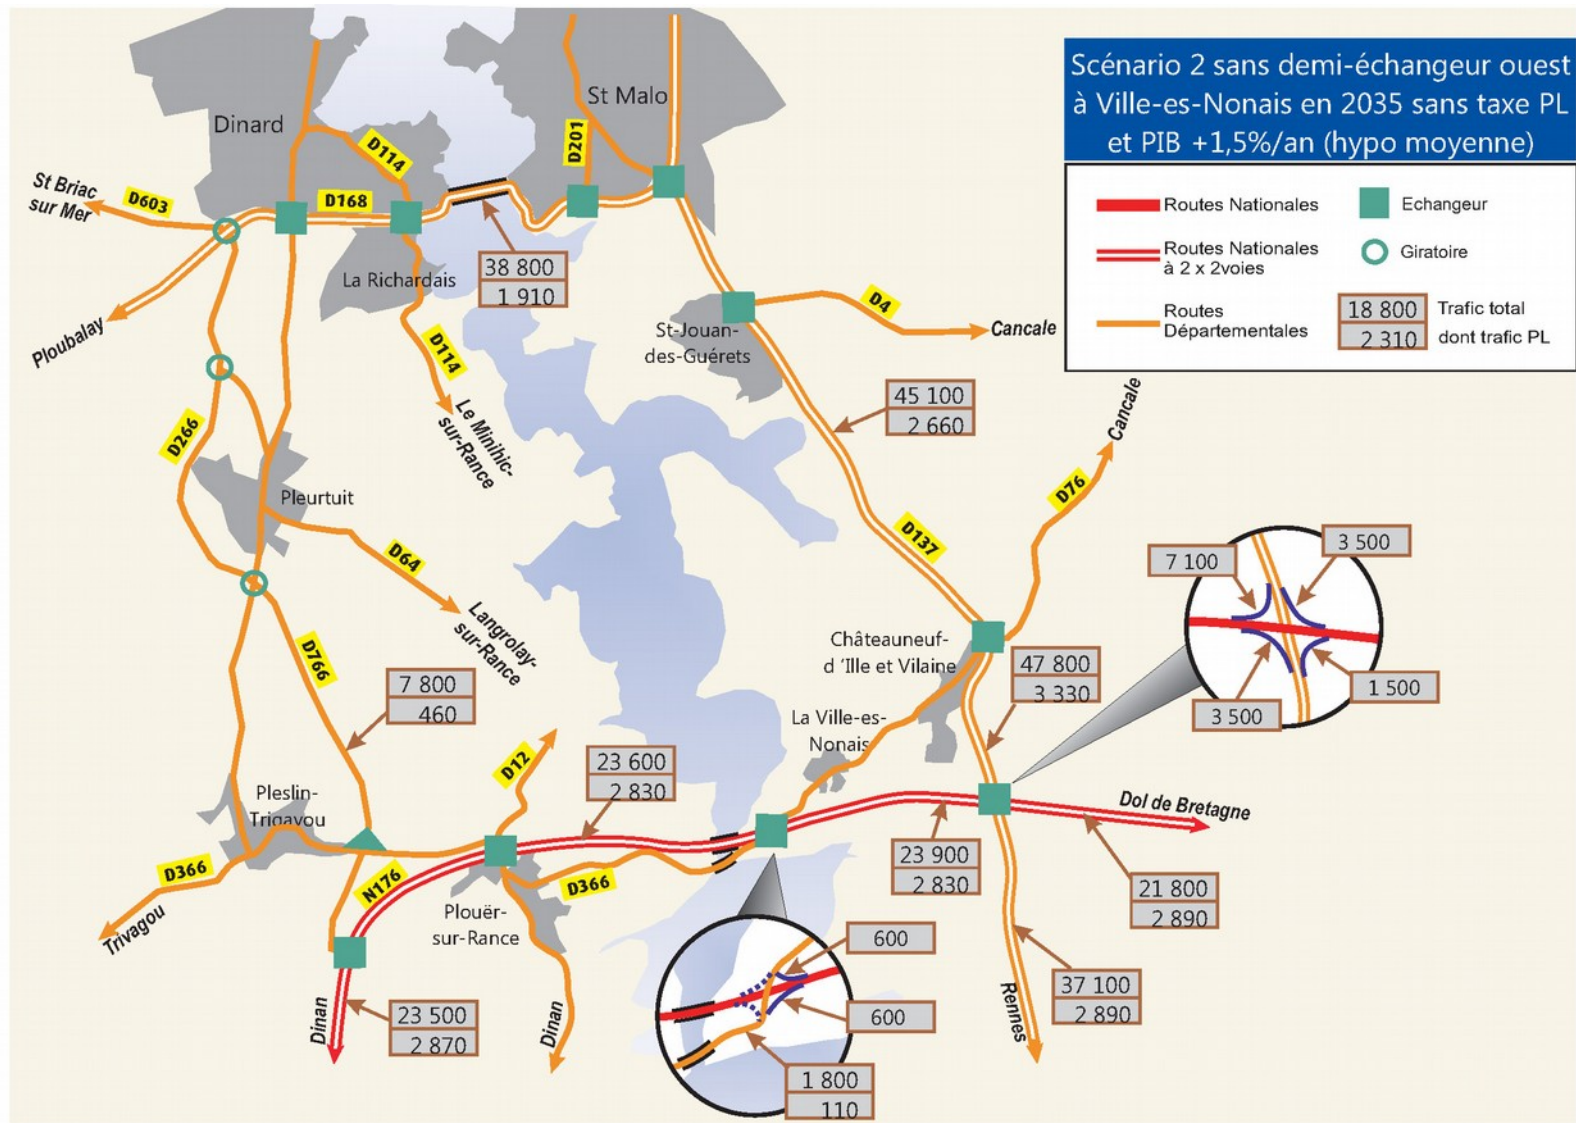 Scénario 2 sans demi-échangeur ouest
à Ville-es-Nonais en 2035 sans taxe PL
et PIB +1,5%/an (hypo moyenne)
Routes Nationales
Echangeur
Routes Nationales
à 2 x 2voies
Giratoire
Routes
Départementales
18 800
2 310
Trafic total
dont trafic PL
Dinard
St Malo
D114
D201
St Briac
sur Mer
D603
D168
La Richardais
38 800
1 910
Ploubalay
St-Jouan-
des-Guérets
D4
Cancale
D114
Le Minihic-
sur-Rance
45 100
2 660
Cancale
D266
Pleurtuit
D76
D137
D64
Langrolay-
sur-Rance
7 100
3 500
3 500
1 500
D766
Châteauneuf-
d 'Ille et Vilaine
47 800
3 330
7 800
460
La Ville-es-
Nonais
D12
23 600
2 830
Pleslin-
Trigavou
Dol de Bretagne
D366
N176
D366
23 900
2 830
21 800
2 890
Trivagou
Plouër-
sur-Rance
600
600
37 100
2 890
Rennes
Dinan
23 500
2 870
Dinan
1 800
110